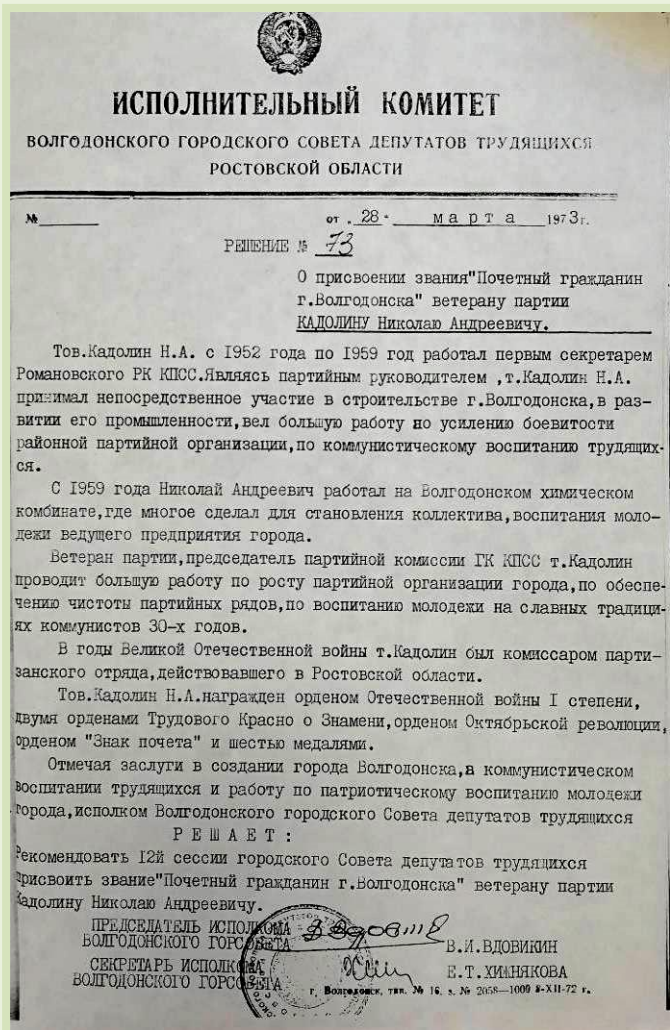 ИСПОЛНИТЕЛЬНЫЙ КОМИТЕТ
ВОЛГОДОНСКОГО ГОРОДСКОГО СОВЕТА ДЕПУТАТОВ ТРУДЯЩИХСЯ
РОСТОВСКОЙ ОБЛАСТИ
№ от „ 28 " марта 1973г.
РЕШЕНИЕ № 73
О присвоении звания"Почетный гражданин
г.Волгодонска" ветерану партии
КАДОЛИНУ Николаю Андреевичу.
Тов.Кадолин Н.А. с 1952 года по 1959 год работал первым секретарем
Романовского РК КПСС.Являясь партийным руководителем ,т.Кадолин Н.А.
принимал непосредственное участие в строительстве г.Волгодонска,в раз-
витии его промышленности,вел большую работу по усилению боевитости
районной партийной организации,по коммунистическому воспитанию трудящих-
ся.
С 1959 года Николай Андреевич работал на Волгодонском химическом
комбинате,где многое сделал для становления коллектива,воспитания моло-
дежи ведущего предприятия города.
Ветеран партии,председатель партийной комиссии ГК КПСС т.Кадолин
проводит большую работу по росту партийной организации города,по обеспе-
чению чистоты партийных рядов,по воспитанию молодежи на славных традици-
ях коммунистов 30-х годов.
В годы Великой Отечественной войны т.Кадолин был комиссаром парти-
занского отряда,действовавшего в Ростовской области.
Тов.Кадолин Н.А.награжден орденом Отечественной войны I степени,
двумя орденами Трудового Красно о Знамени,орденом Октябрьской революции,
орденом "Знак почета" и шестью медалями.
Отмечая заслуги в создании города Волгодонска,а коммунистическом
воспитании трудящихся и работу по патриотическому воспитанию молодежи
города,исполком Волгодонского городского Совета депутатов трудящихся
РЕШАЕТ:
Рекомендовать 12й сессии городского Совета депутатов трудящихся
присвоить звание"Почетный гражданин г.Волгодонска" ветерану партии
Кадолину Николаю Андреевичу.
ПРЕДСЕДАТЕЛЬ ИСПОЛКОМА
ВОЛГОДОНСКОГО ГОРСОВЕТА В.И.ВДОВИКИН
СЕКРЕТАРЬ ИСПОЛКОМА
ВОЛГОДОНСКОГО ГОРСОВЕТА Е.Т.ХИЖНЯКОВА
г. Волгодонск, тип. № 16, з. № 2058—1009 8-XII-72 г.